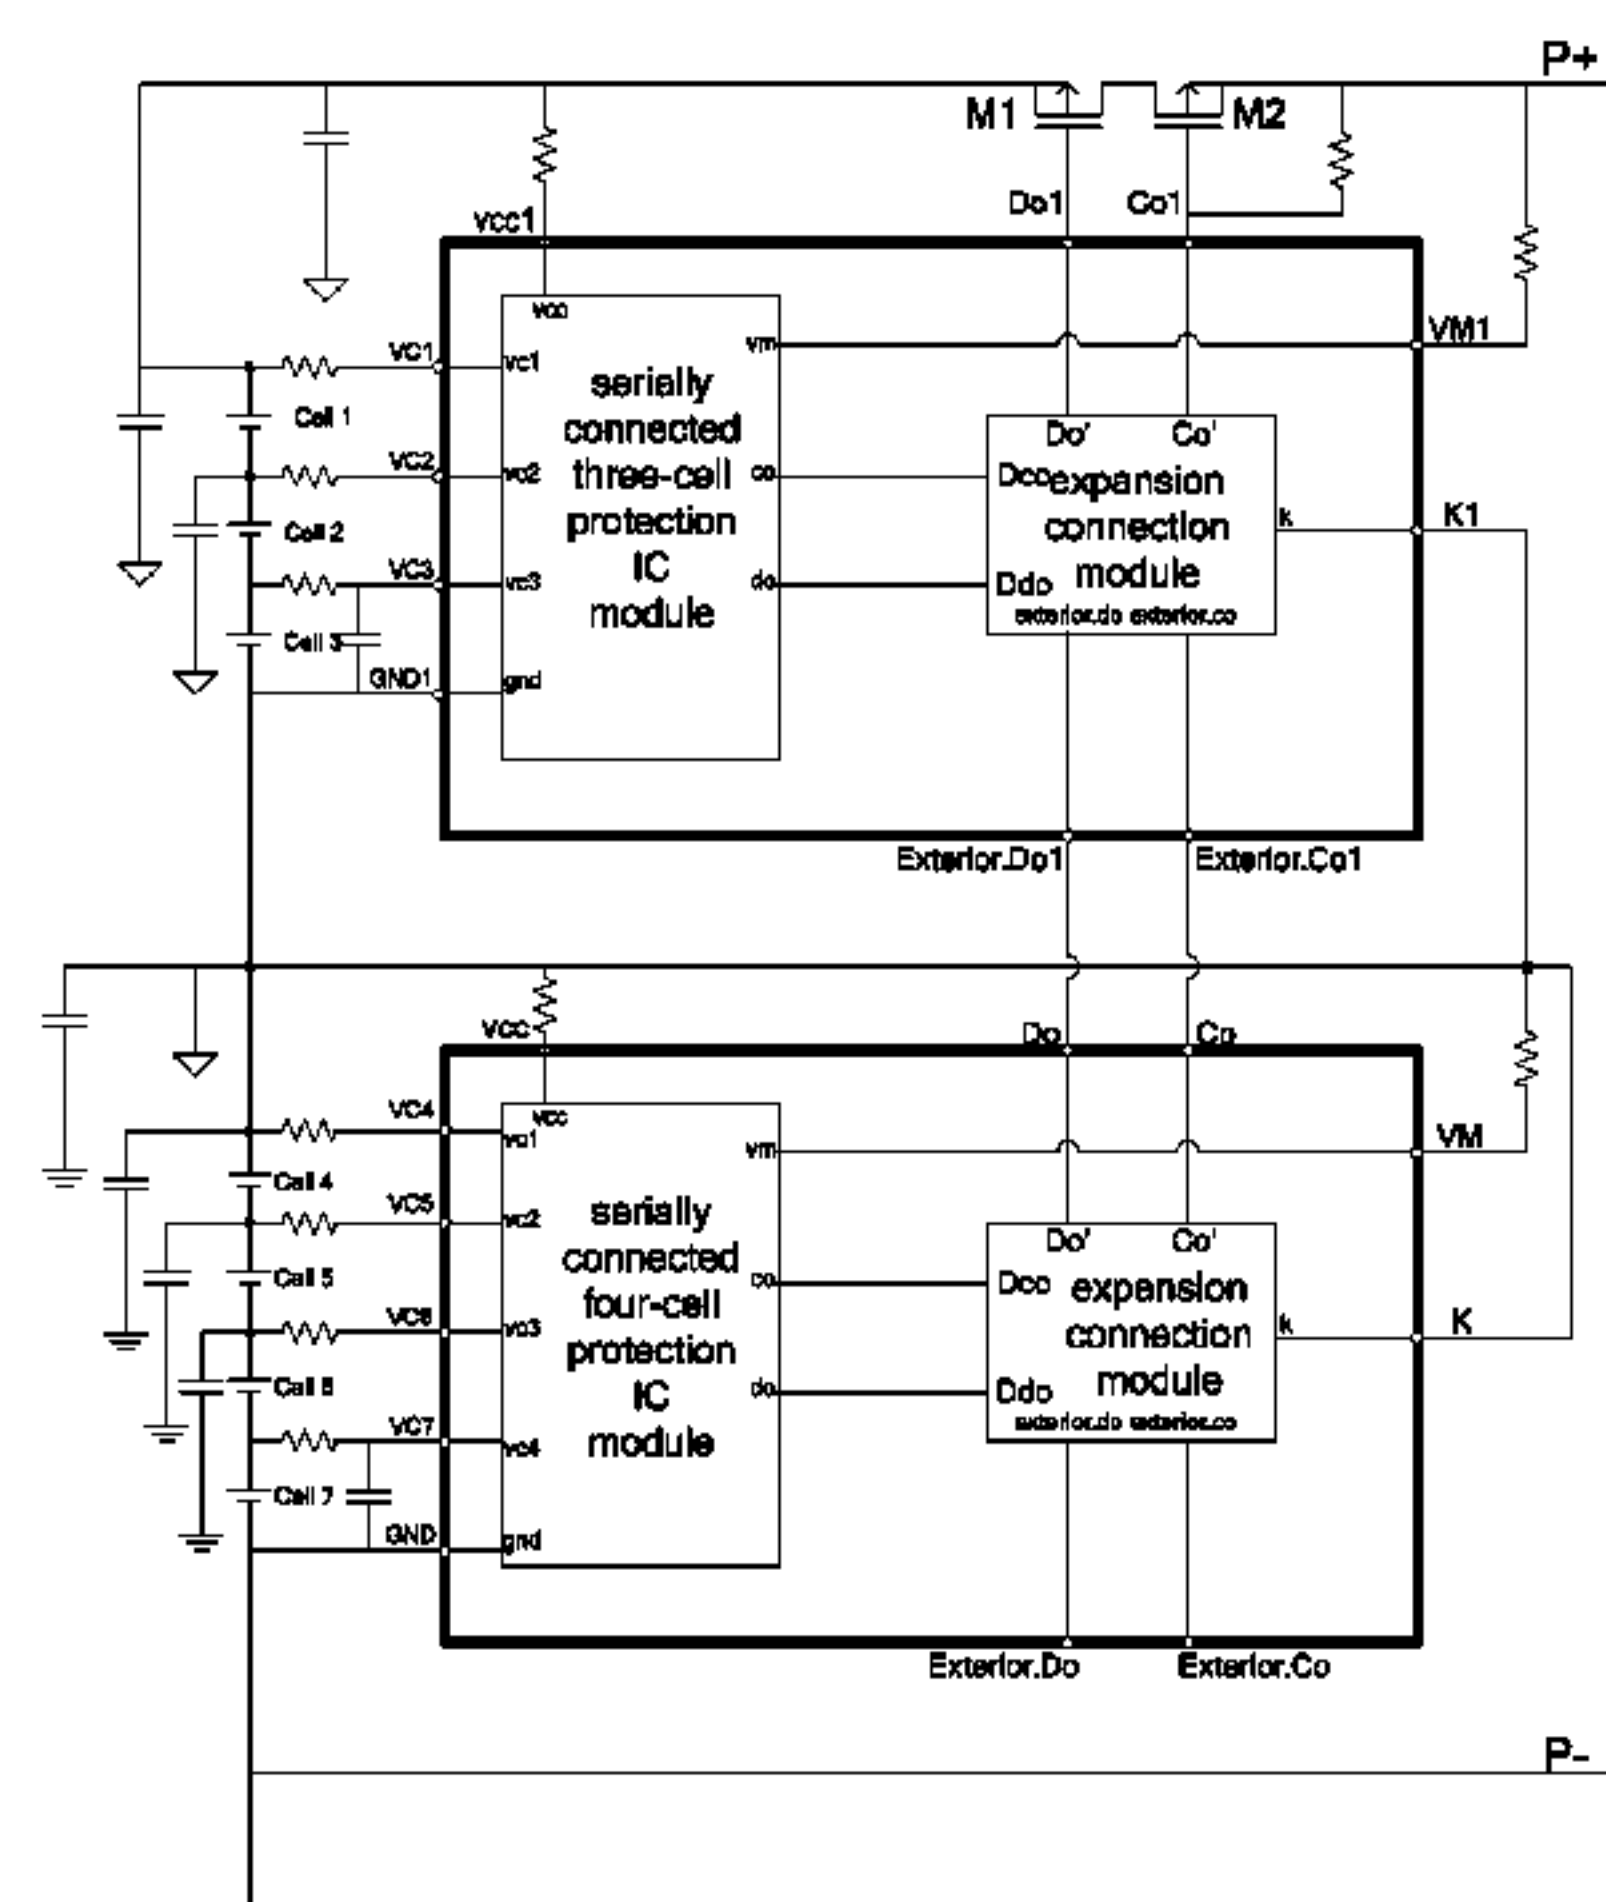 P+
M1
M2
Do1
Co1
VCC1
vcc
VM1
vm
VC1
vc1
serially
connected
three-cell
protection
IC
module
Cell 1
Do'
Co'
VC2
vc2
co
Dco
expansion
connection
module
k
K1
Cell 2
VC3
vc3
do
Ddo
exterior.do exterior.co
Cell 3
GND1
gnd
Exterior.Do1
Exterior.Co1
VCC
Do
Co
VC4
vcc
vc1
vm
VM
Cell 4
VC5
vc2
serially
connected
four-cell
protection
IC
module
Do'
Co'
Cell 5
co
Dco
expansion
connection
module
k
K
VC6
vc3
Cell 6
do
Ddo
exterior.do exterior.co
VC7
vc4
Cell 7
GND
gnd
Exterior.Do
Exterior.Co
P-